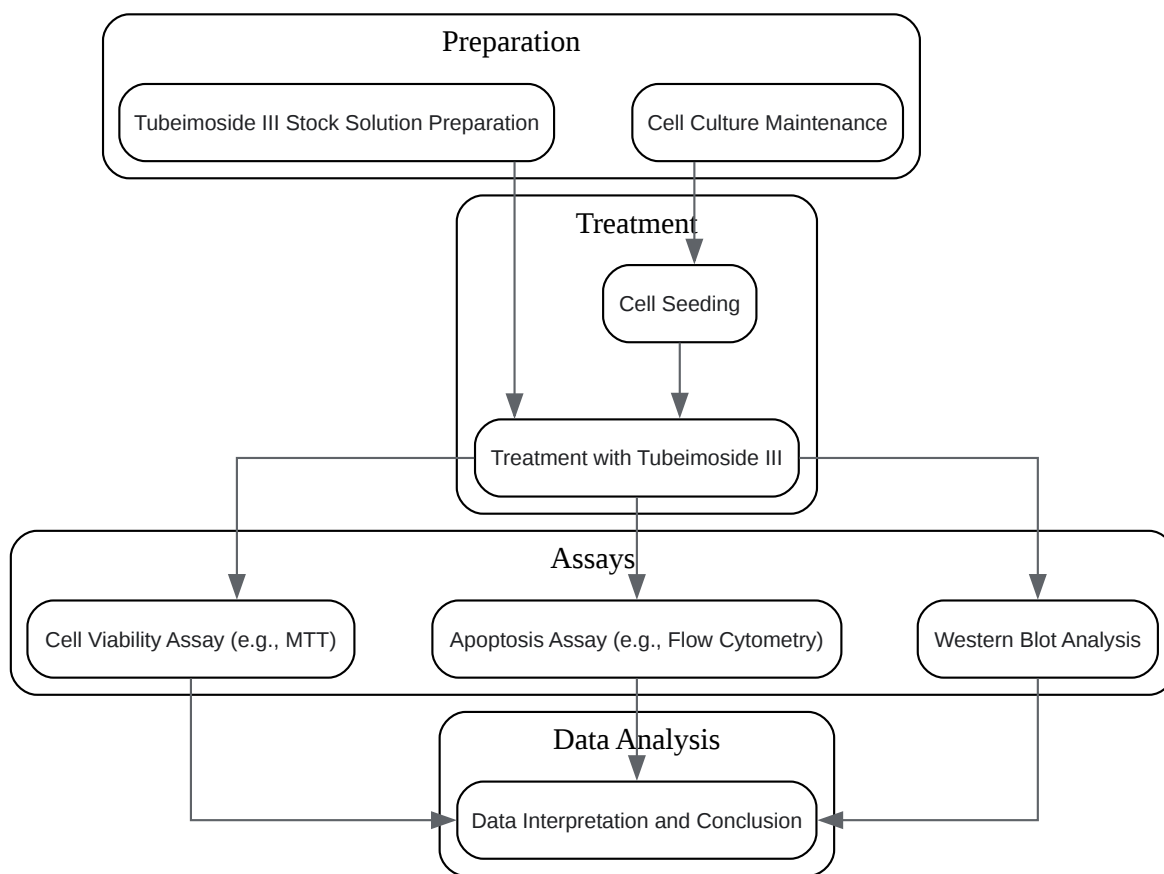 Preparation
Tubeimoside III Stock Solution Preparation
Cell Culture Maintenance
Treatment
Cell Seeding
Treatment with Tubeimoside III
Assays
Cell Viability Assay (e.g., MTT)
Apoptosis Assay (e.g., Flow Cytometry)
Western Blot Analysis
Data Analysis
Data Interpretation and Conclusion